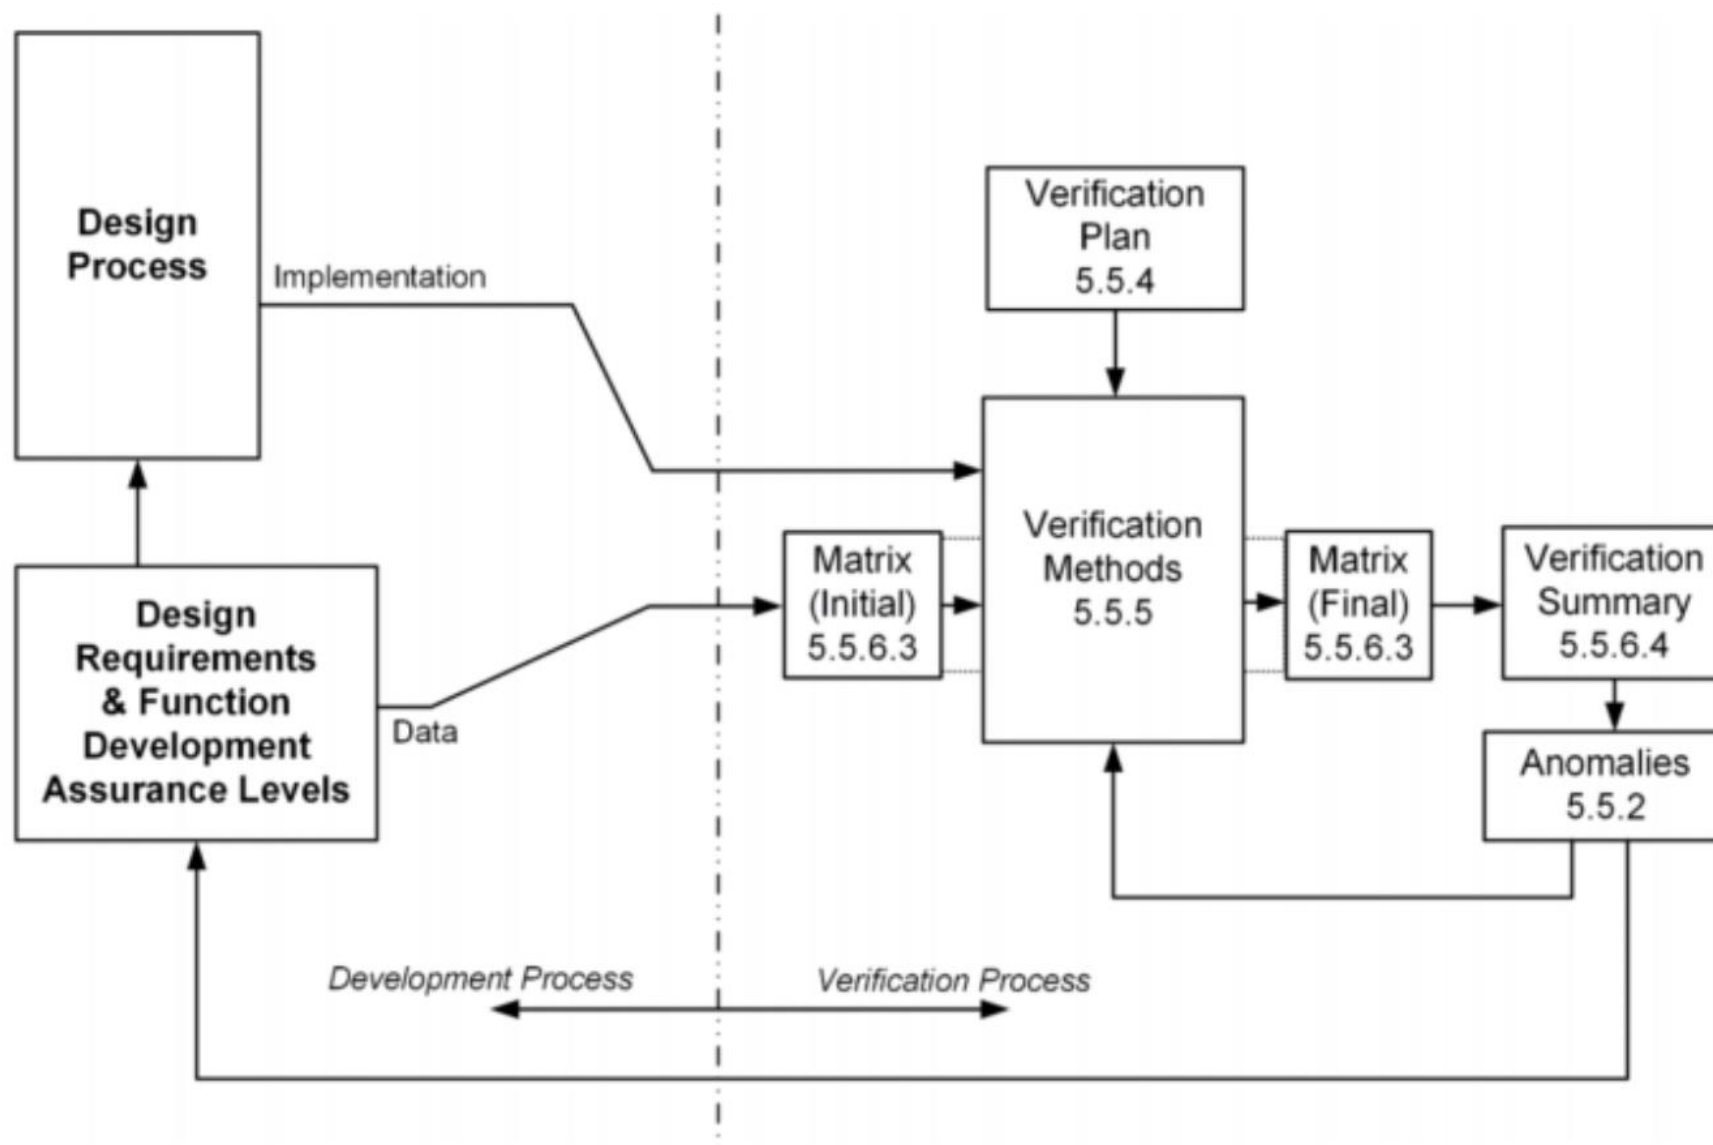 Design
Process
Implementation
Verification
Plan
5.5.4
Verification
Methods
5.5.5
Matrix
(Initial)
5.5.6.3
Matrix
(Final)
5.5.6.3
Verification
Summary
5.5.6.4
Design
Requirements
& Function
Development
Assurance Levels
Data
Anomalies
5.5.2
Development Process
Verification Process